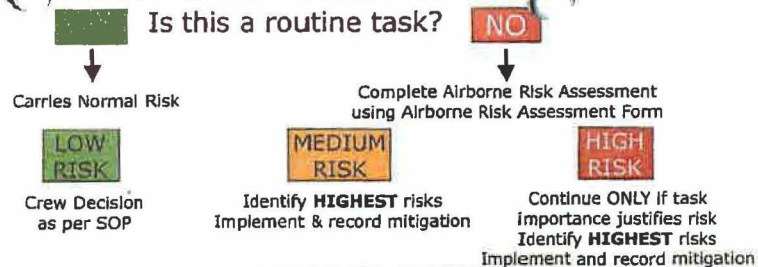 Is this a routine task?
NO
Carries Normal Risk
Complete Airborne Risk Assessment
using Airborne Risk Assessment Form
LOW
RISK
Crew Decision
as per SOP
MEDIUM
RISK
Identify HIGHEST risks
Implement & record mitigation
HIGH
RISK
Continue ONLY if task
importance justifies risk
Identify HIGHEST risks
Implement and record mitigation